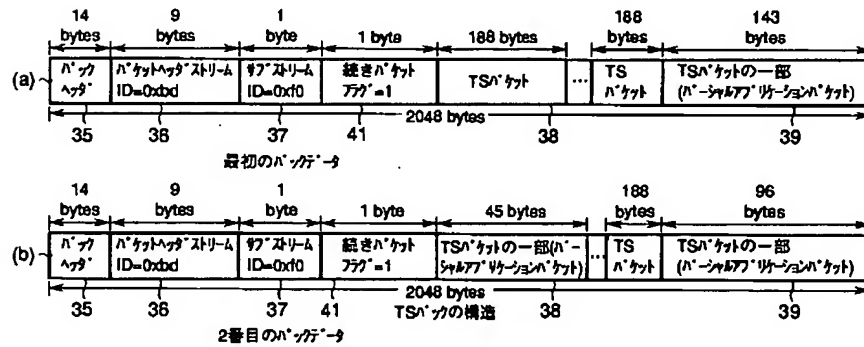 14 bytes
9 bytes
1 byte
1 byte
188 bytes
188 bytes
143 bytes
(a)
パック ヘッダ
パケットヘッダストリーム ID=0xbd
サブストリーム ID=0xf0
続きパケット フラグ=1
TSパケット
…
TS パケット
TSパケットの一部 (パーシャルアプリケーションパケット)
2048 bytes
35
36
37
41
38
39
最初のパックデータ
14 bytes
9 bytes
1 byte
1 byte
45 bytes
188 bytes
96 bytes
(b)
パック ヘッダ
パケットヘッダストリーム ID=0xbd
サブストリーム ID=0xf0
続きパケット フラグ=1
TSパケットの一部(パーシャルアプリケーションパケット)
…
TS パケット
TSパケットの一部 (パーシャルアプリケーションパケット)
2048 bytes
35
36
37
41
TSパックの構造
38
39
2番目のパックデータ